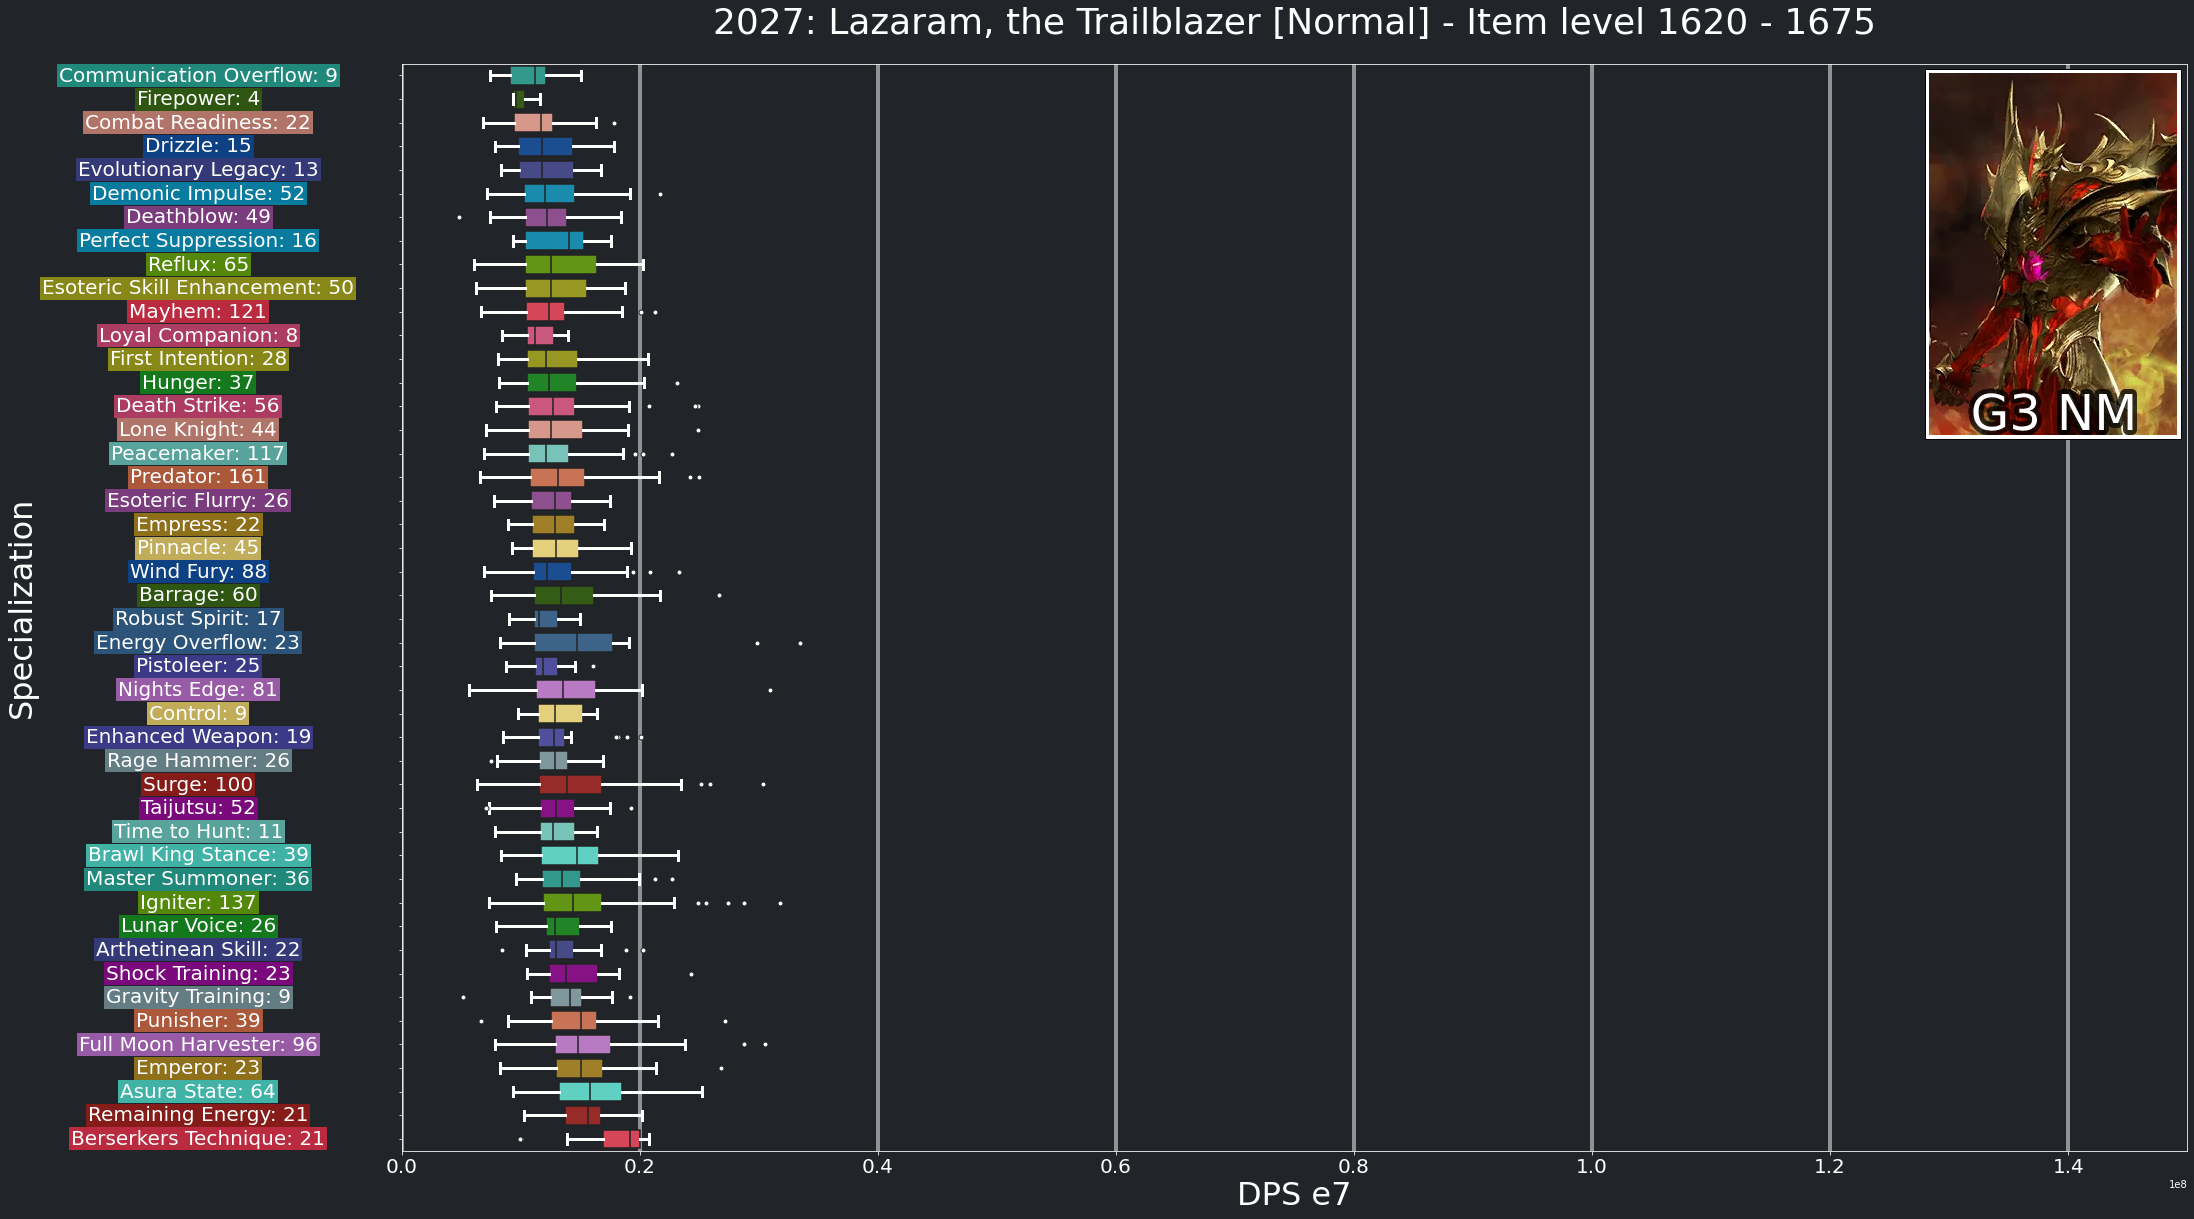 2027: Lazaram, the Trailblazer [Normal] - Item level 1620 - 1675
Communication Overflow: 9
Firepower: 4
Combat Readiness: 22
Drizzle: 15
Evolutionary Legacy: 13
Demonic Impulse: 52
Deathblow: 49
Perfect Suppression: 16
Reflux: 65
Esoteric Skill Enhancement: 50
Mayhem: 121
Loyal Companion: 8
First Intention: 28
Hunger: 37
Death Strike: 56
Lone Knight: 44
Peacemaker: 117
Predator: 161
Esoteric Flurry: 26
Empress: 22
Pinnacle: 45
Wind Fury: 88
Barrage: 60
Robust Spirit: 17
Energy Overflow: 23
Pistoleer: 25
Nights Edge: 81
Control: 9
Enhanced Weapon: 19
Rage Hammer: 26
Surge: 100
Taijutsu: 52
Time to Hunt: 11
Brawl King Stance: 39
Master Summoner: 36
Igniter: 137
Lunar Voice: 26
Arthetinean Skill: 22
Shock Training: 23
Gravity Training: 9
Punisher: 39
Full Moon Harvester: 96
Emperor: 23
Asura State: 64
Remaining Energy: 21
Berserkers Technique: 21
Specialization
G3 NM
0.0 0.2 0.4 0.6 0.8 1.0 1.2 1.4
DPS e7
1e8